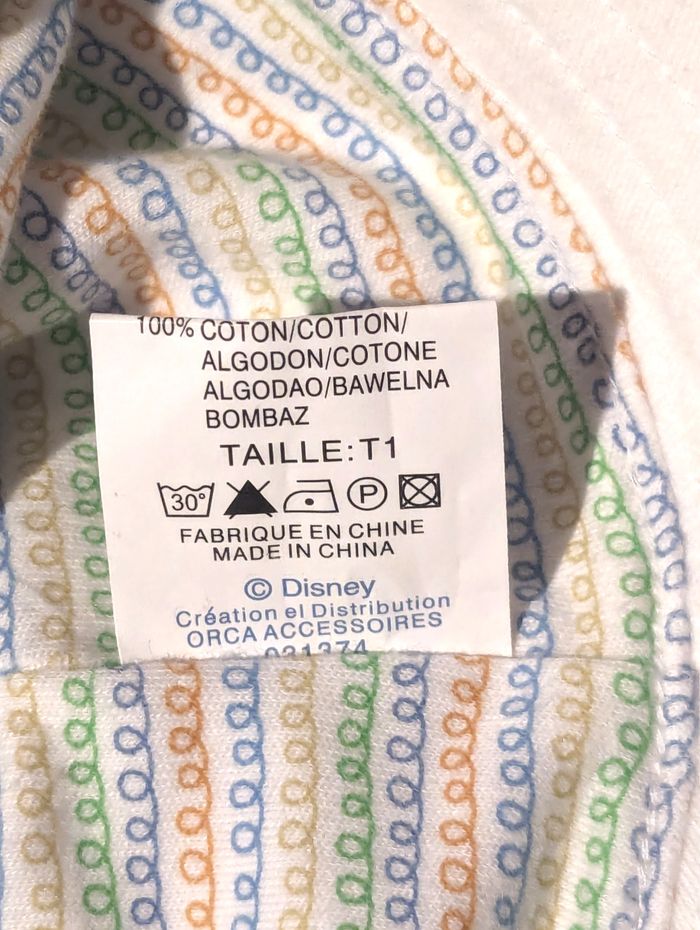 100% COTON/COTTON/
ALGODON/COTONE
ALGODAO/BAWELNA
BOMBAZ
TAILLE: T1
30° P
FABRIQUE EN CHINE
MADE IN CHINA
© Disney
Création el Distribution
ORCA ACCESSOIRES
031374